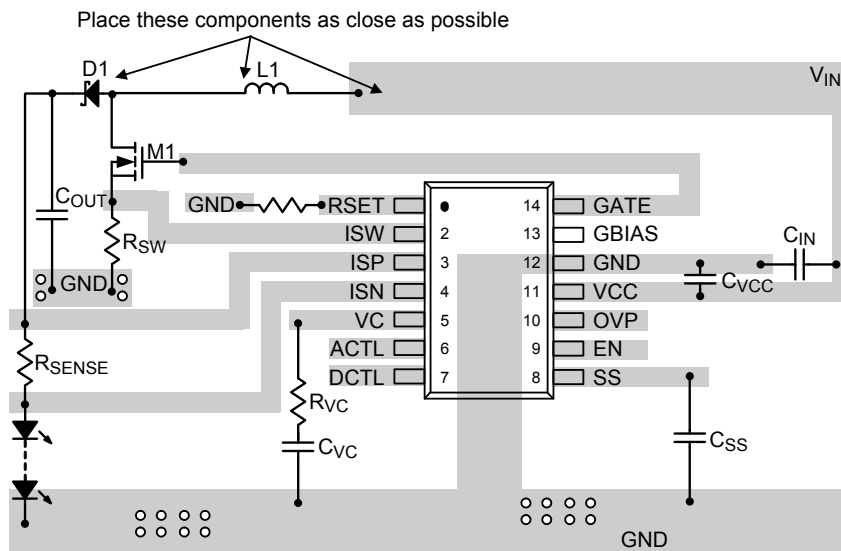 Place these components as close as possible
D1
L1
VIN
M1
COUT
GND
RSET
14
GATE
RSW
ISW
2
13
GBIAS
CIN
ISP
3
12
GND
GND
CVCC
ISN
4
11
VCC
VC
5
10
OVP
RSENSE
ACTL
6
9
EN
DCTL
7
8
SS
RVC
CVC
CSS
GND